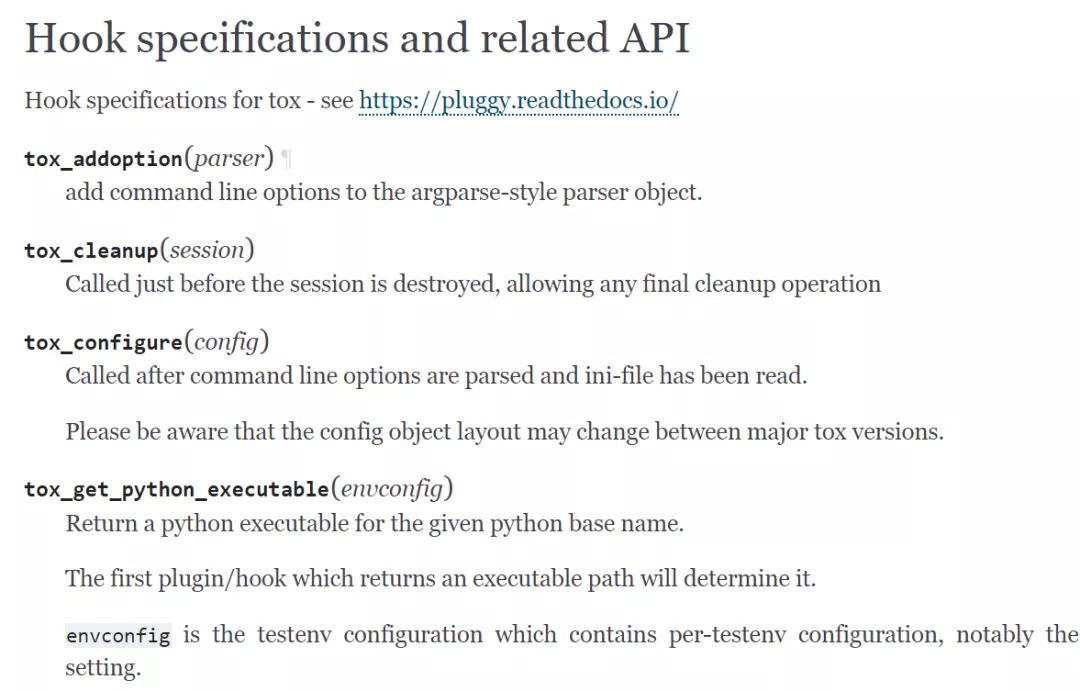 Hook specifications and related API
Hook specifications for tox - see https://pluggy.readthedocs.io/
tox_addoption(parser) ¶
add command line options to the argparse-style parser object.
tox_cleanup(session)
Called just before the session is destroyed, allowing any final cleanup operation
tox_configure(config)
Called after command line options are parsed and ini-file has been read.
Please be aware that the config object layout may change between major tox versions.
tox_get_python_executable(envconfig)
Return a python executable for the given python base name.
The first plugin/hook which returns an executable path will determine it.
envconfig is the testenv configuration which contains per-testenv configuration, notably the
setting.